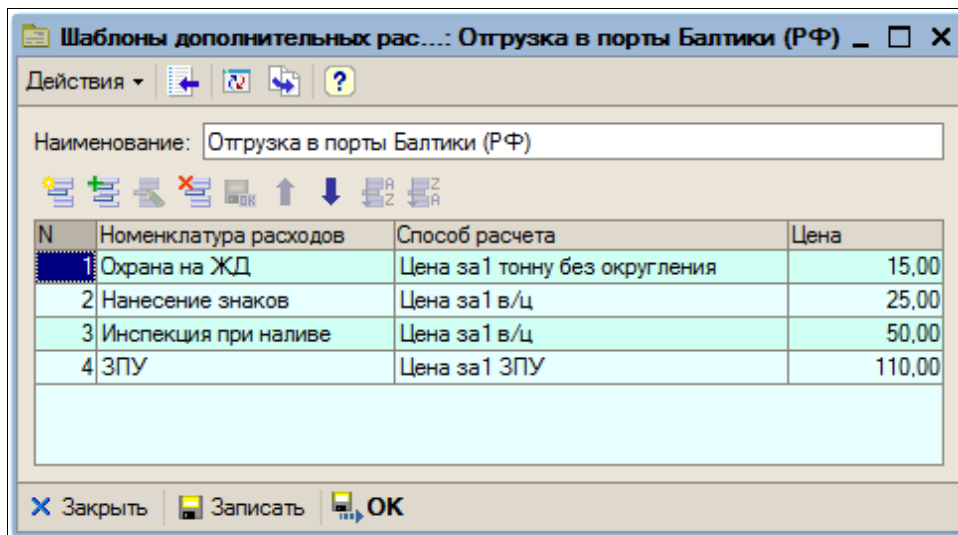 Шаблоны дополнительных рас...: Отгрузка в порты Балтики (РФ)
Действия
Наименование: Отгрузка в порты Балтики (РФ)
N Номенклатура расходов Способ расчета Цена
1 Охрана на ЖД Цена за1 тонну без округления 15,00
2 Нанесение знаков Цена за1 в/ц 25,00
3 Инспекция при наливе Цена за1 в/ц 50,00
4 ЗПУ Цена за1 ЗПУ 110,00
Закрыть Записать OK